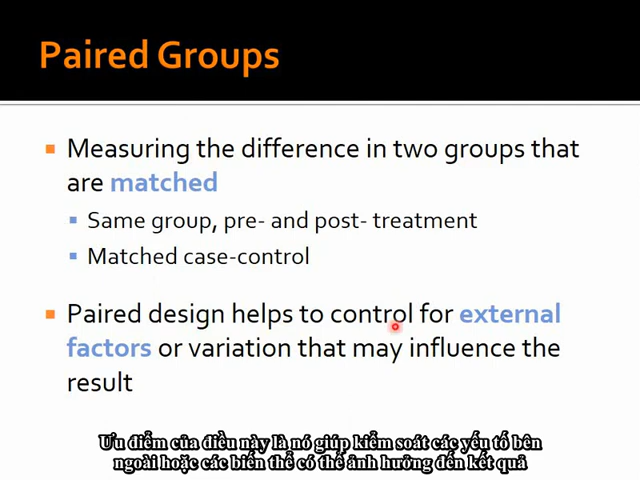 Paired Groups
Measuring the difference in two groups that
are matched
Same group, pre- and post- treatment
Matched case-control
Paired design helps to control for external
factors or variation that may influence the
result
Ưu điểm của điều này là nó giúp kiểm soát các yếu tố bên
ngoài hoặc các biến thể có thể ảnh hưởng đến kết quả